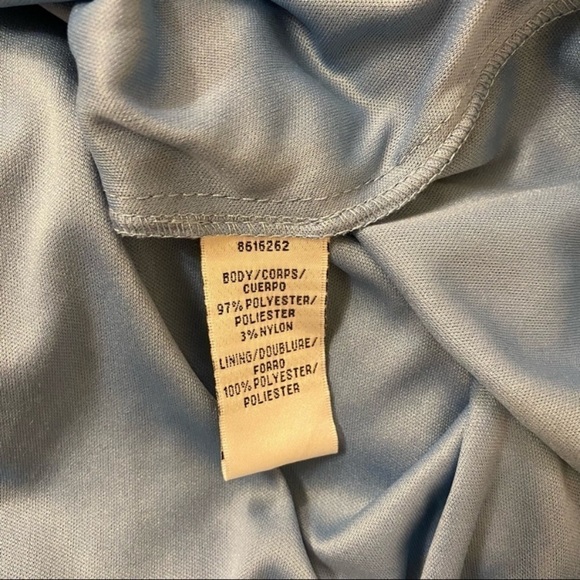 8616262
BODY/CORPS/
CUERPO
97% POLYESTER/
POLIESTER
3% NYLON
LINING/DOUBLURE/
FORRO
100% POLYESTER/
POLIESTER